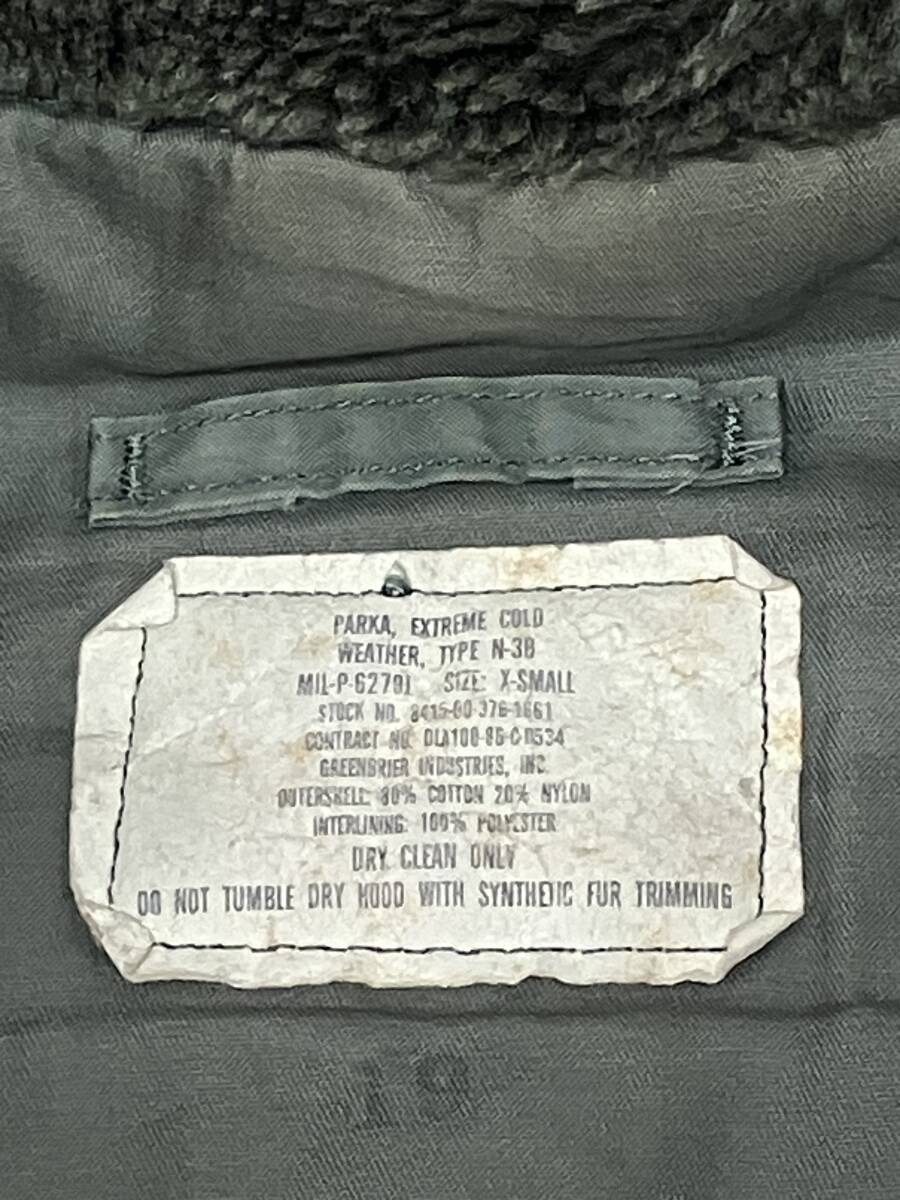 PARKA, EXTREME COLD
WEATHER, TYPE N-3B
MIL-P-6279I SIZE: X-SMALL
STOCK NO. 8415-00-376-1661
CONTRACT NO. DLA100-86-C-0534
GREENBRIER INDUSTRIES, INC.
OUTERSHELL: 80% COTTON 20% NYLON
INTERLINING: 100% POLYESTER
DRY CLEAN ONLY
DO NOT TUMBLE DRY HOOD WITH SYNTHETIC FUR TRIMMING
19